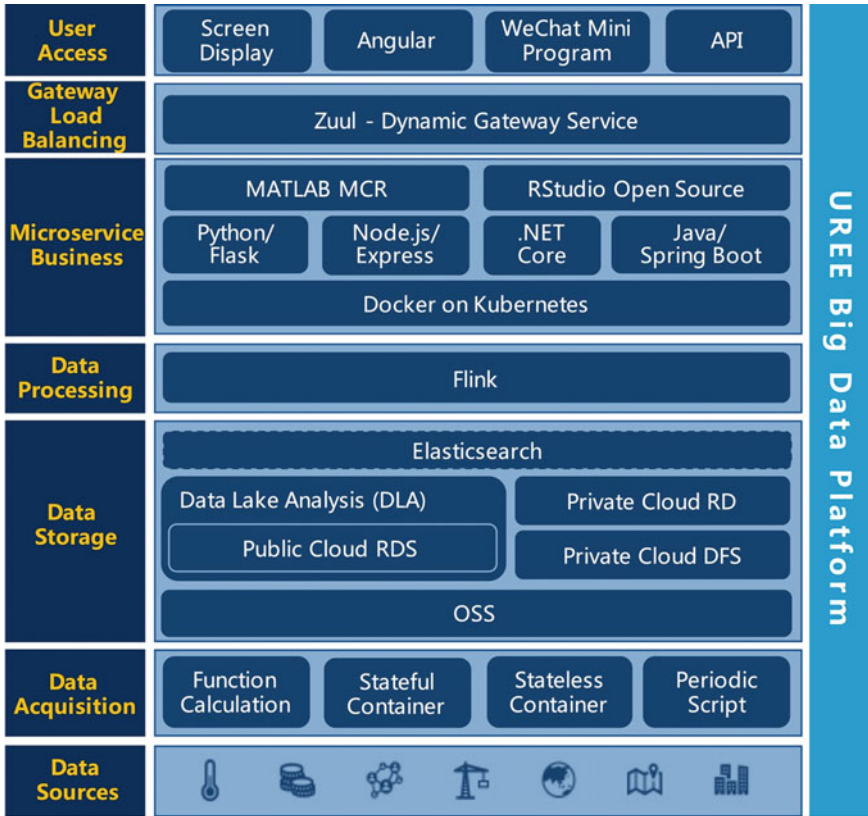 User
Access
Screen
Display
Angular
WeChat Mini
Program
API
Gateway
Load
Balancing
Zuul - Dynamic Gateway Service
Microservice
Business
MATLAB MCR
RStudio Open Source
Python/
Flask
Node.js/
Express
.NET
Core
Java/
Spring Boot
Docker on Kubernetes
Data
Processing
Flink
Data
Storage
Elasticsearch
Data Lake Analysis (DLA)
Public Cloud RDS
Private Cloud RD
Private Cloud DFS
OSS
Data
Acquisition
Function
Calculation
Stateful
Container
Stateless
Container
Periodic
Script
Data
Sources
UREE Big Data Platform